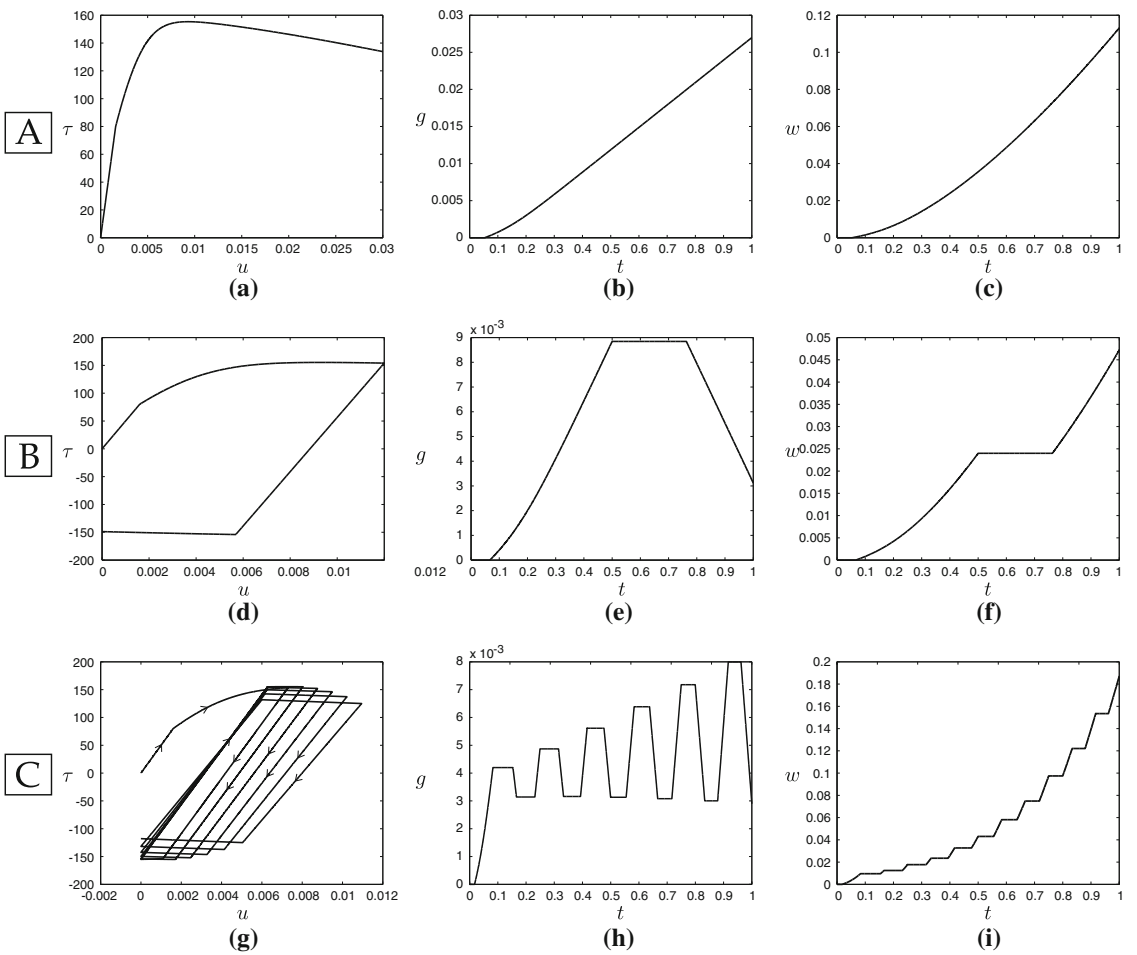 A
τ
160
140
120
100
80
60
40
20
0
0 0.005 0.01 0.015 0.02 0.025 0.03
u
(a)
g
0.03
0.025
0.02
0.015
0.01
0.005
0
0 0.1 0.2 0.3 0.4 0.5 0.6 0.7 0.8 0.9 1
t
(b)
w
0.12
0.1
0.08
0.06
0.04
0.02
0
0 0.1 0.2 0.3 0.4 0.5 0.6 0.7 0.8 0.9 1
t
(c)
B
τ
200
150
100
50
0
-50
-100
-150
-200
0 0.002 0.004 0.006 0.008 0.01 0.012
u
(d)
x 10⁻³
g
9
8
7
6
5
4
3
2
1
0
0 0.1 0.2 0.3 0.4 0.5 0.6 0.7 0.8 0.9 1
t
(e)
w
0.05
0.045
0.04
0.035
0.03
0.025
0.02
0.015
0.01
0.005
0
0 0.1 0.2 0.3 0.4 0.5 0.6 0.7 0.8 0.9 1
t
(f)
C
τ
200
150
100
50
0
-50
-100
-150
-200
-0.002 0 0.002 0.004 0.006 0.008 0.01 0.012
u
(g)
x 10⁻³
g
8
7
6
5
4
3
2
1
0
0 0.1 0.2 0.3 0.4 0.5 0.6 0.7 0.8 0.9 1
t
(h)
w
0.2
0.18
0.16
0.14
0.12
0.1
0.08
0.06
0.04
0.02
0
0 0.1 0.2 0.3 0.4 0.5 0.6 0.7 0.8 0.9 1
t
(i)